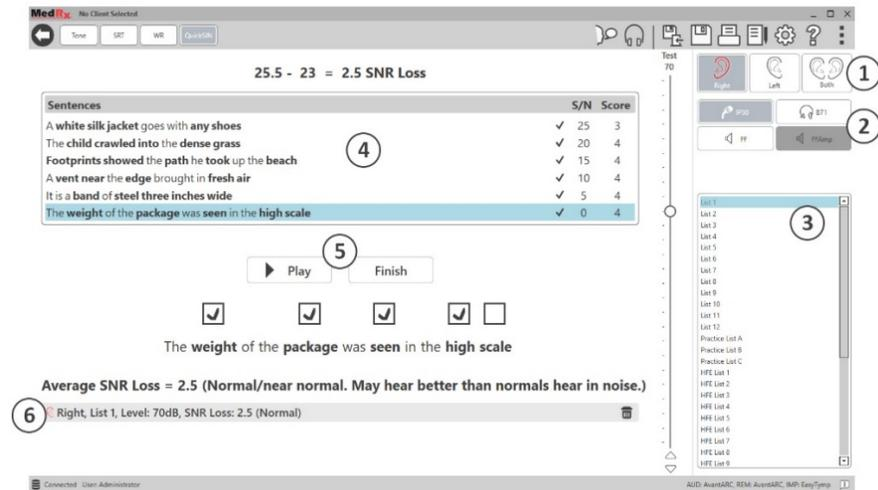 MedRx No Client Selected
Tone SRT WR QuickSIN
25.5 - 23 = 2.5 SNR Loss
Sentences S/N Score
A white silk jacket goes with any shoes ✓ 25 3
The child crawled into the dense grass ✓ 20 4
Footprints showed the path he took up the beach ✓ 15 4
A vent near the edge brought in fresh air ✓ 10 4
It is a band of steel three inches wide ✓ 5 4
The weight of the package was seen in the high scale ✓ 0 4
4
5
Play Finish
The weight of the package was seen in the high scale
Average SNR Loss = 2.5 (Normal/near normal. May hear better than normals hear in noise.)
6
Right, List 1, Level: 70dB, SNR Loss: 2.5 (Normal)
Test
70
Right Left Both
1
IP30 B71
2
FF FFAmp
List 1
3
List 2
List 3
List 4
List 5
List 6
List 7
List 8
List 9
List 10
List 11
List 12
Practice List A
Practice List B
Practice List C
HFE List 1
HFE List 2
HFE List 3
HFE List 4
HFE List 5
HFE List 6
HFE List 7
HFE List 8
HFE List 9
Connected User: Administrator
AUD: AvantARC, REM: AvantARC, IMP: EasyTymp